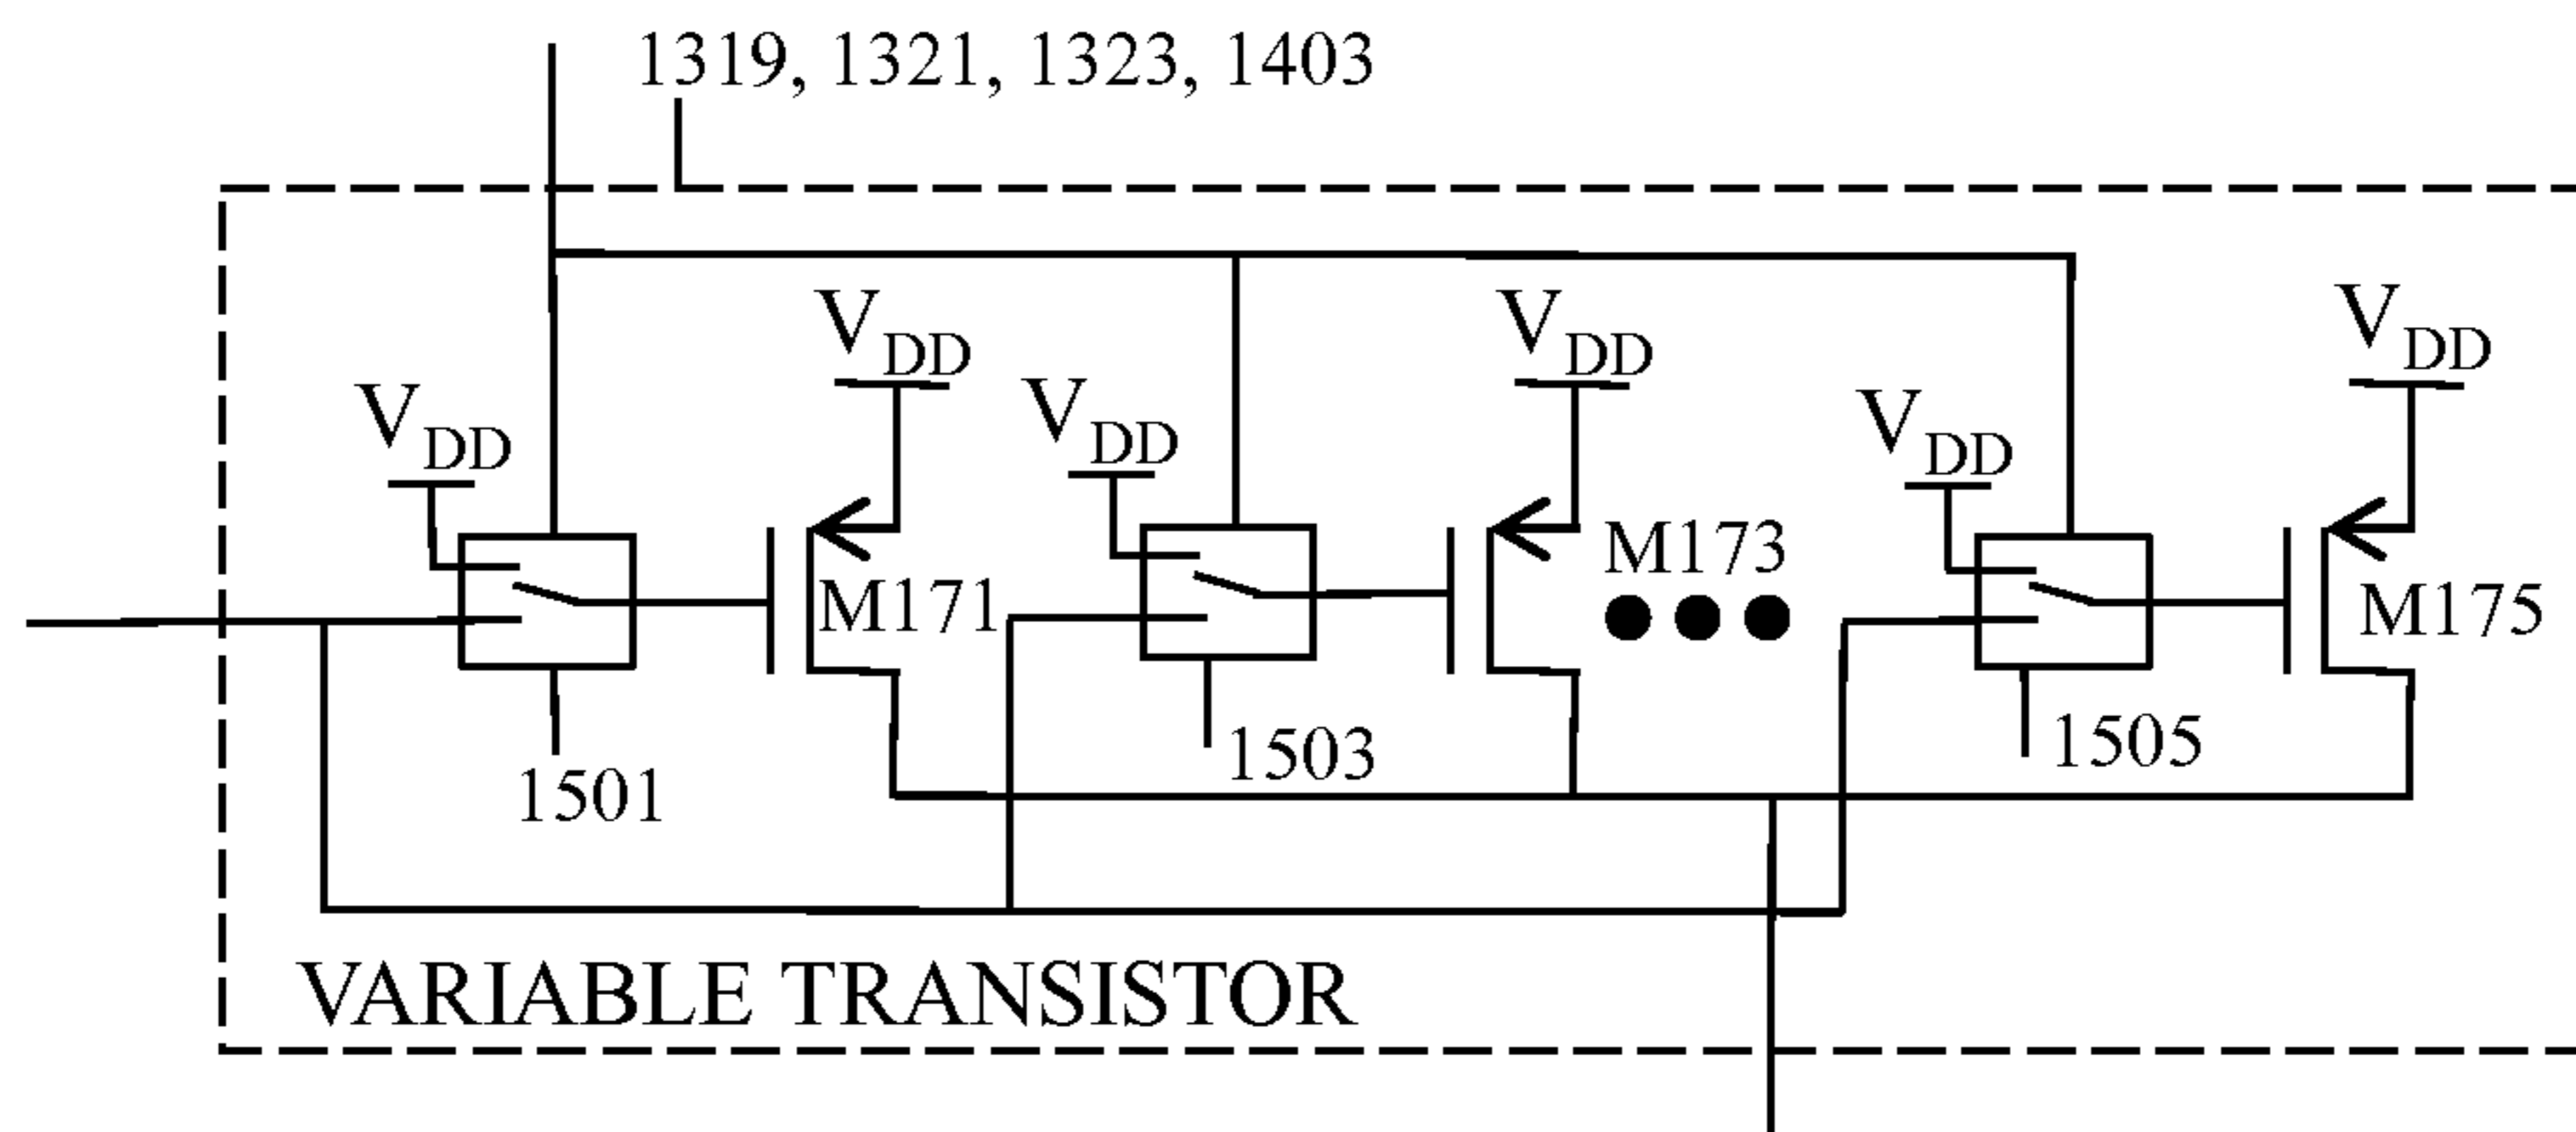 1319, 1321, 1323, 1403
VDD
VDD
VDD
VDD
VDD
VDD
M171
M173
M175
1501
1503
1505
VARIABLE TRANSISTOR